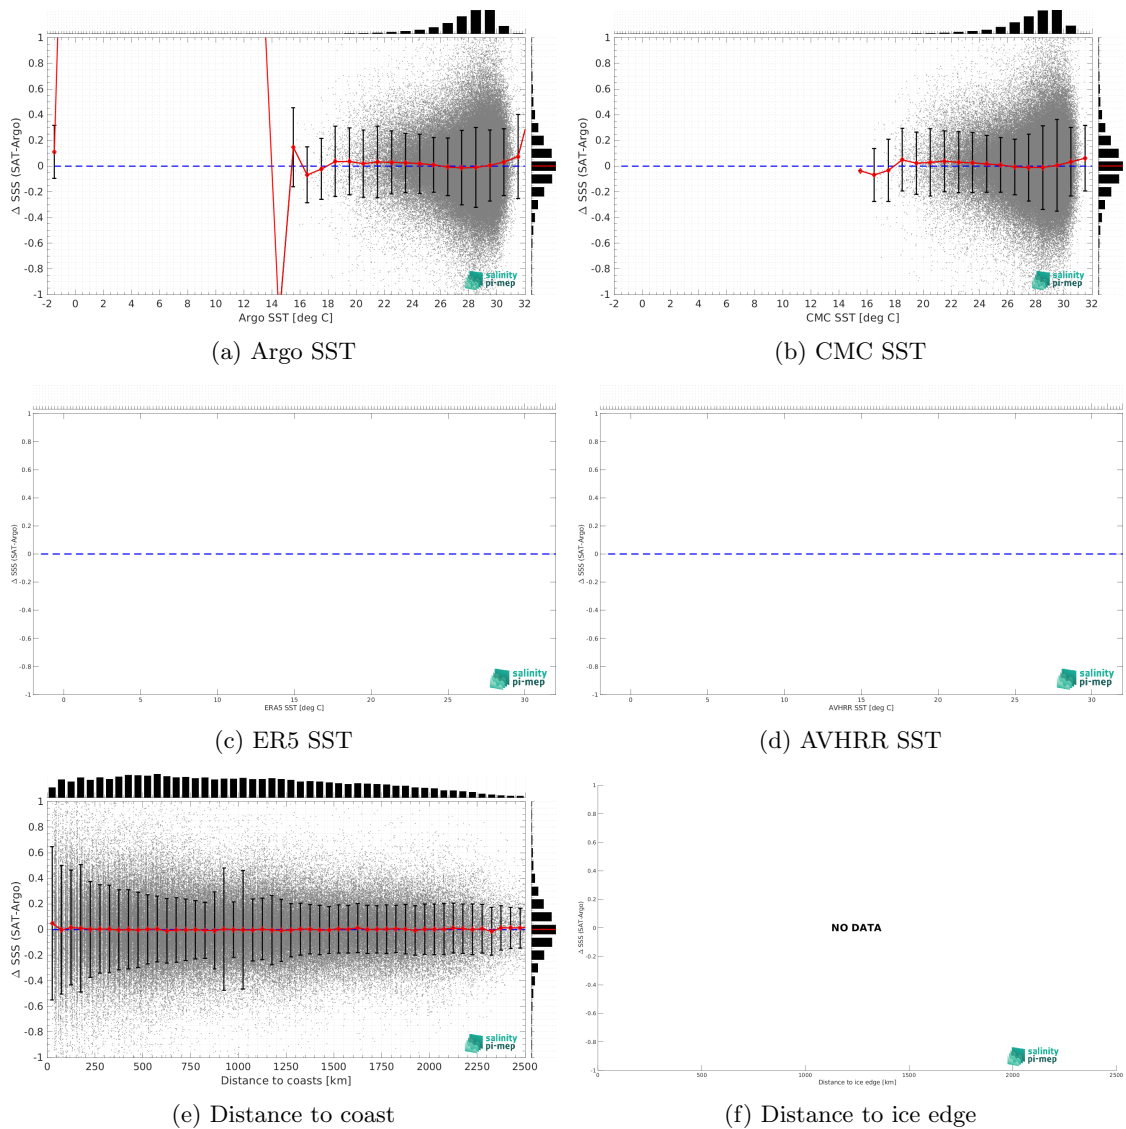 1
0.8
0.6
0.4
0.2
0
-0.2
-0.4
-0.6
-0.8
-1
Δ SSS (SAT-Argo)
-2 0 2 4 6 8 10 12 14 16 18 20 22 24 26 28 30 32
Argo SST [deg C]
salinity
pi-mep
(a) Argo SST
1
0.8
0.6
0.4
0.2
0
-0.2
-0.4
-0.6
-0.8
-1
Δ SSS (SAT-Argo)
-2 0 2 4 6 8 10 12 14 16 18 20 22 24 26 28 30 32
CMC SST [deg C]
salinity
pi-mep
(b) CMC SST
1
0.8
0.6
0.4
0.2
0
-0.2
-0.4
-0.6
-0.8
-1
Δ SSS (SAT-Argo)
0 5 10 15 20 25 30
ERA5 SST [deg C]
salinity
pi-mep
(c) ER5 SST
1
0.8
0.6
0.4
0.2
0
-0.2
-0.4
-0.6
-0.8
-1
Δ SSS (SAT-Argo)
0 5 10 15 20 25 30
AVHRR SST [deg C]
salinity
pi-mep
(d) AVHRR SST
1
0.8
0.6
0.4
0.2
0
-0.2
-0.4
-0.6
-0.8
-1
Δ SSS (SAT-Argo)
0 250 500 750 1000 1250 1500 1750 2000 2250 2500
Distance to coasts [km]
salinity
pi-mep
(e) Distance to coast
1
0.8
0.6
0.4
0.2
0
-0.2
-0.4
-0.6
-0.8
-1
Δ SSS (SAT-Argo)
NO DATA
0 500 1000 1500 2000 2500
Distance to ice edge [km]
salinity
pi-mep
(f) Distance to ice edge